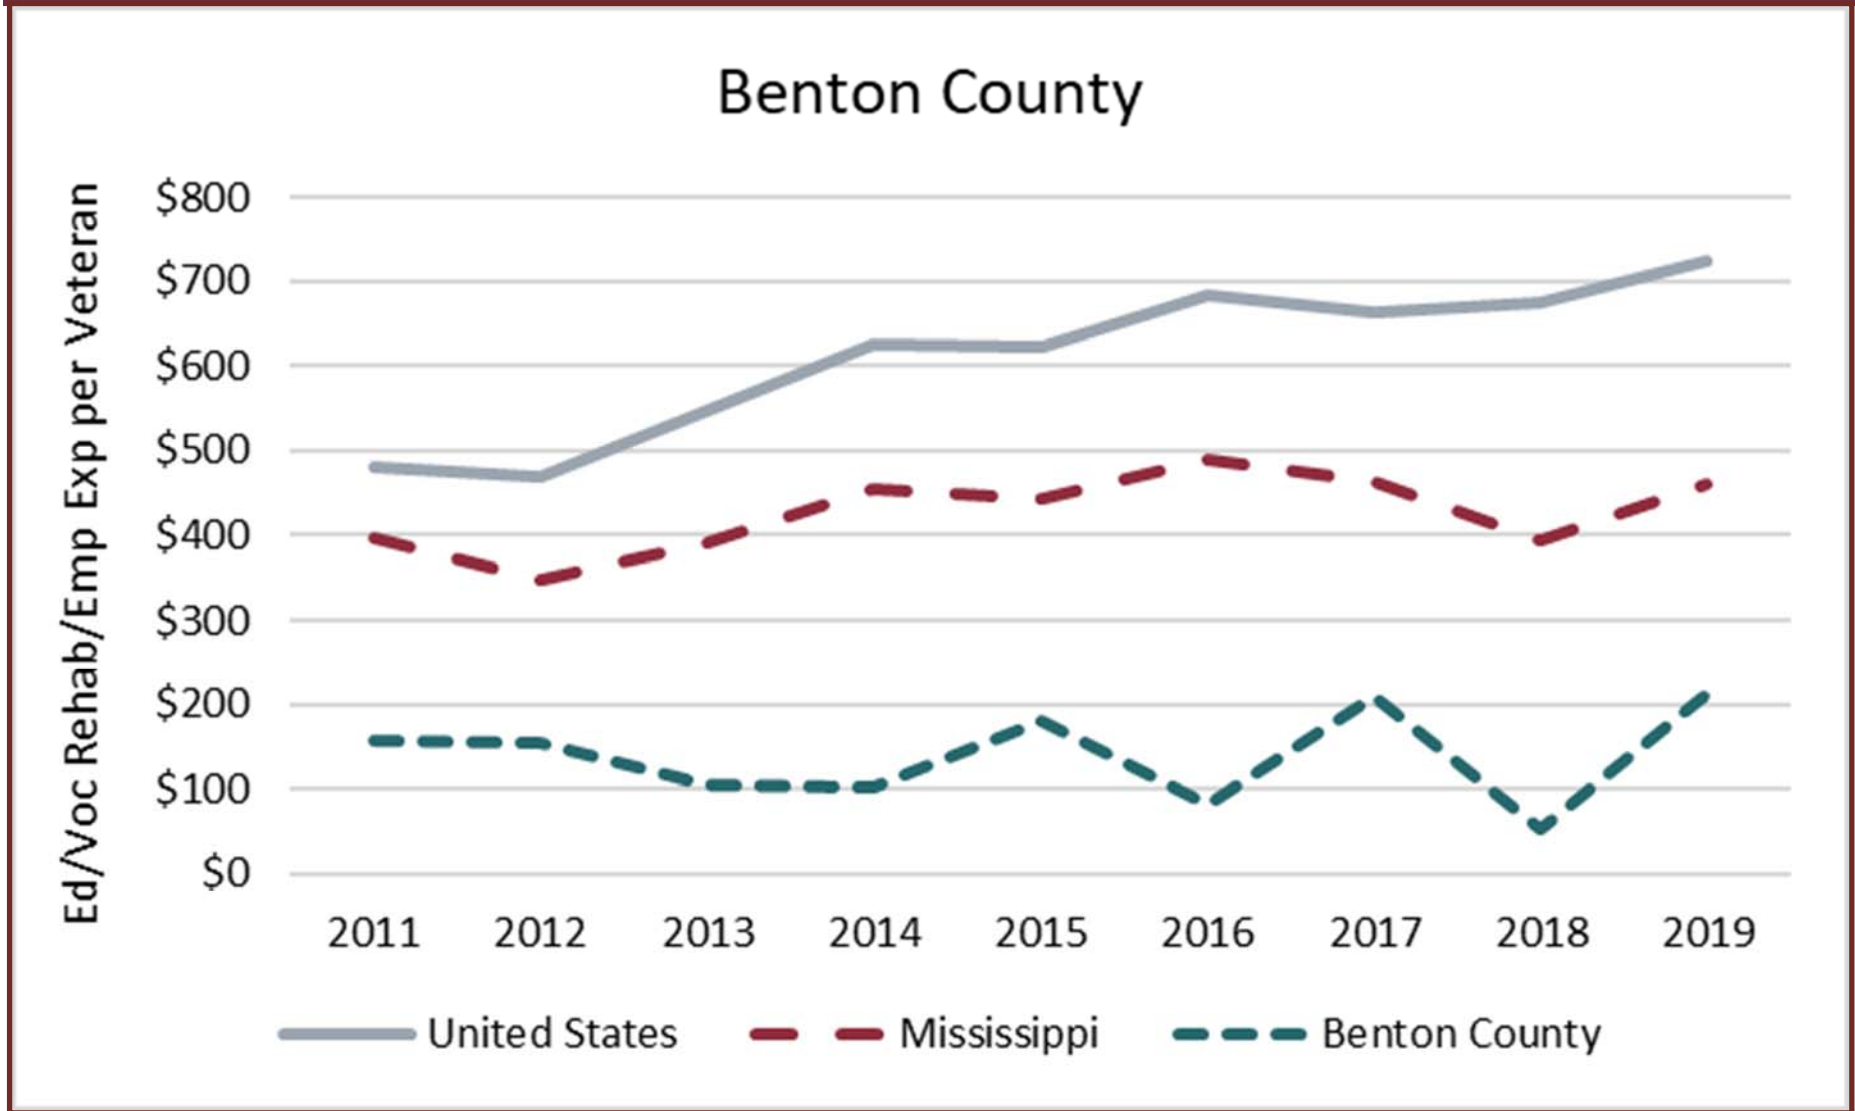 Benton County
Ed/Voc Rehab/Emp Exp per Veteran
$800
$700
$600
$500
$400
$300
$200
$100
$0
2011 2012 2013 2014 2015 2016 2017 2018 2019
United States Mississippi Benton County